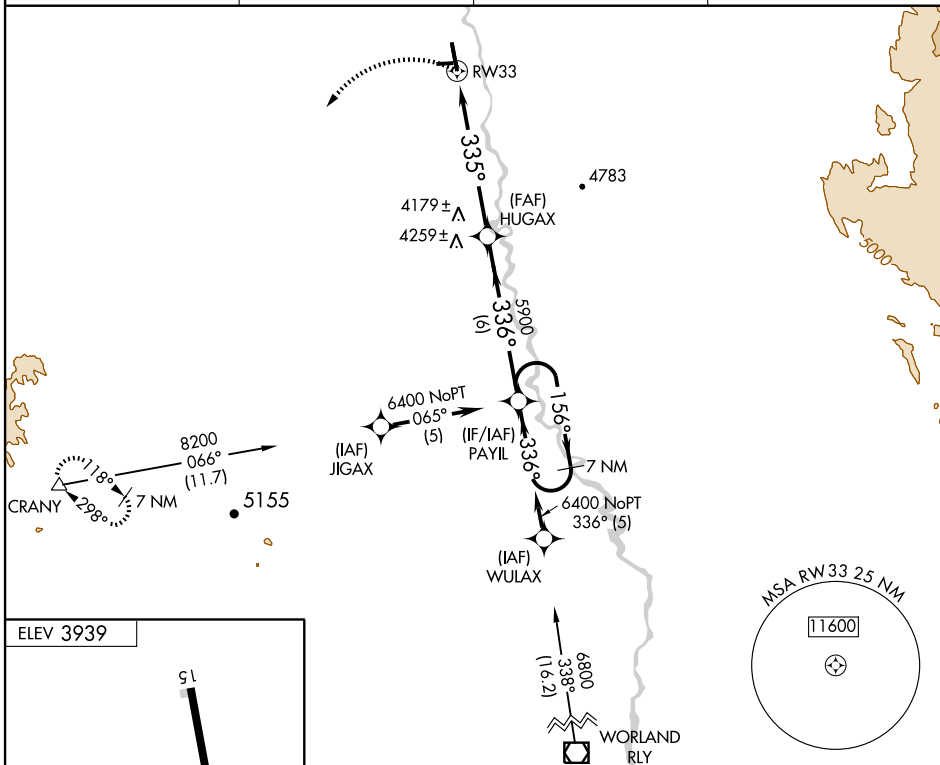 RW33
335°
4783
(FAF)
HUGAX
4179±
4259±
5000
5900
336°
(6)
6400 NoPT
065°
(5)
(IAF)
JIGAX
(IF/IAF)
PAYIL
156°
336°
7 NM
8200
066°
(11.7)
CRANY
118°
298°
7 NM
5155
6400 NoPT
336° (5)
(IAF)
WULAX
MSA RW33 25 NM
11600
6800
338°
(16.2)
WORLAND
RLY
ELEV 3939
15